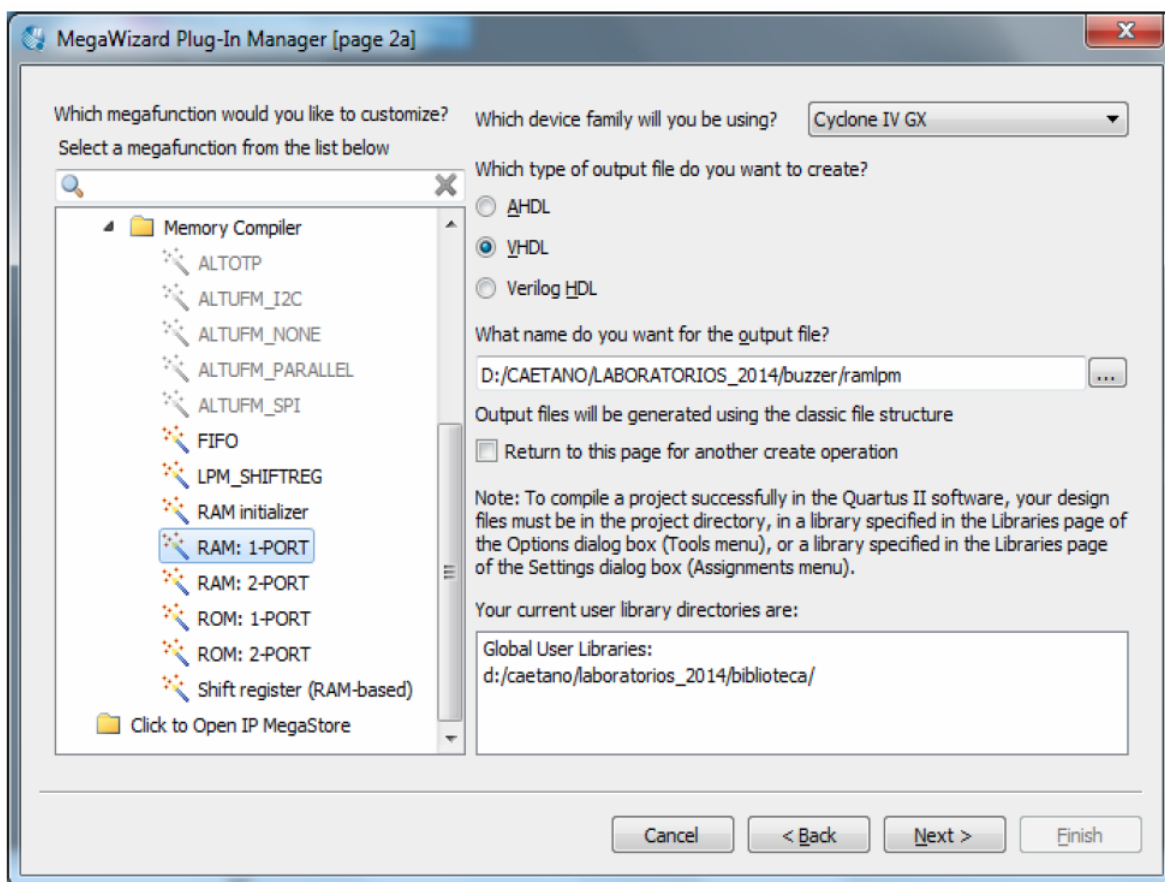 MegaWizard Plug-In Manager [page 2a]
Which megafunction would you like to customize?
Select a megafunction from the list below
Memory Compiler
ALTOTP
ALTUFM_I2C
ALTUFM_NONE
ALTUFM_PARALLEL
ALTUFM_SPI
FIFO
LPM_SHIFTREG
RAM initializer
RAM: 1-PORT
RAM: 2-PORT
ROM: 1-PORT
ROM: 2-PORT
Shift register (RAM-based)
Click to Open IP MegaStore
Which device family will you be using?
Cyclone IV GX
Which type of output file do you want to create?
AHDL
VHDL
Verilog HDL
What name do you want for the output file?
D:/CAETANO/LABORATORIOS_2014/buzzer/ramlpm
...
Output files will be generated using the classic file structure
Return to this page for another create operation
Note: To compile a project successfully in the Quartus II software, your design
files must be in the project directory, in a library specified in the Libraries page of
the Options dialog box (Tools menu), or a library specified in the Libraries page
of the Settings dialog box (Assignments menu).
Your current user library directories are:
Global User Libraries:
d:/caetano/laboratorios_2014/biblioteca/
Cancel
< Back
Next >
Finish